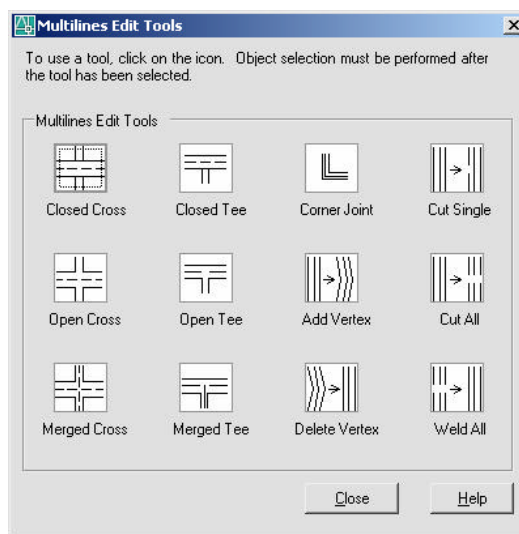 Multilines Edit Tools
To use a tool, click on the icon. Object selection must be performed after
the tool has been selected.
Multilines Edit Tools
Closed Cross Closed Tee Corner Joint Cut Single
Open Cross Open Tee Add Vertex Cut All
Merged Cross Merged Tee Delete Vertex Weld All
Close Help